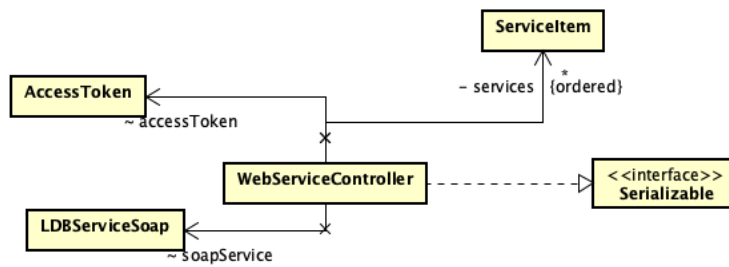 ServiceItem
*
- services {ordered}
AccessToken
~ accessToken
WebServiceController
<<interface>>
Serializable
LDBServiceSoap
~ soapService